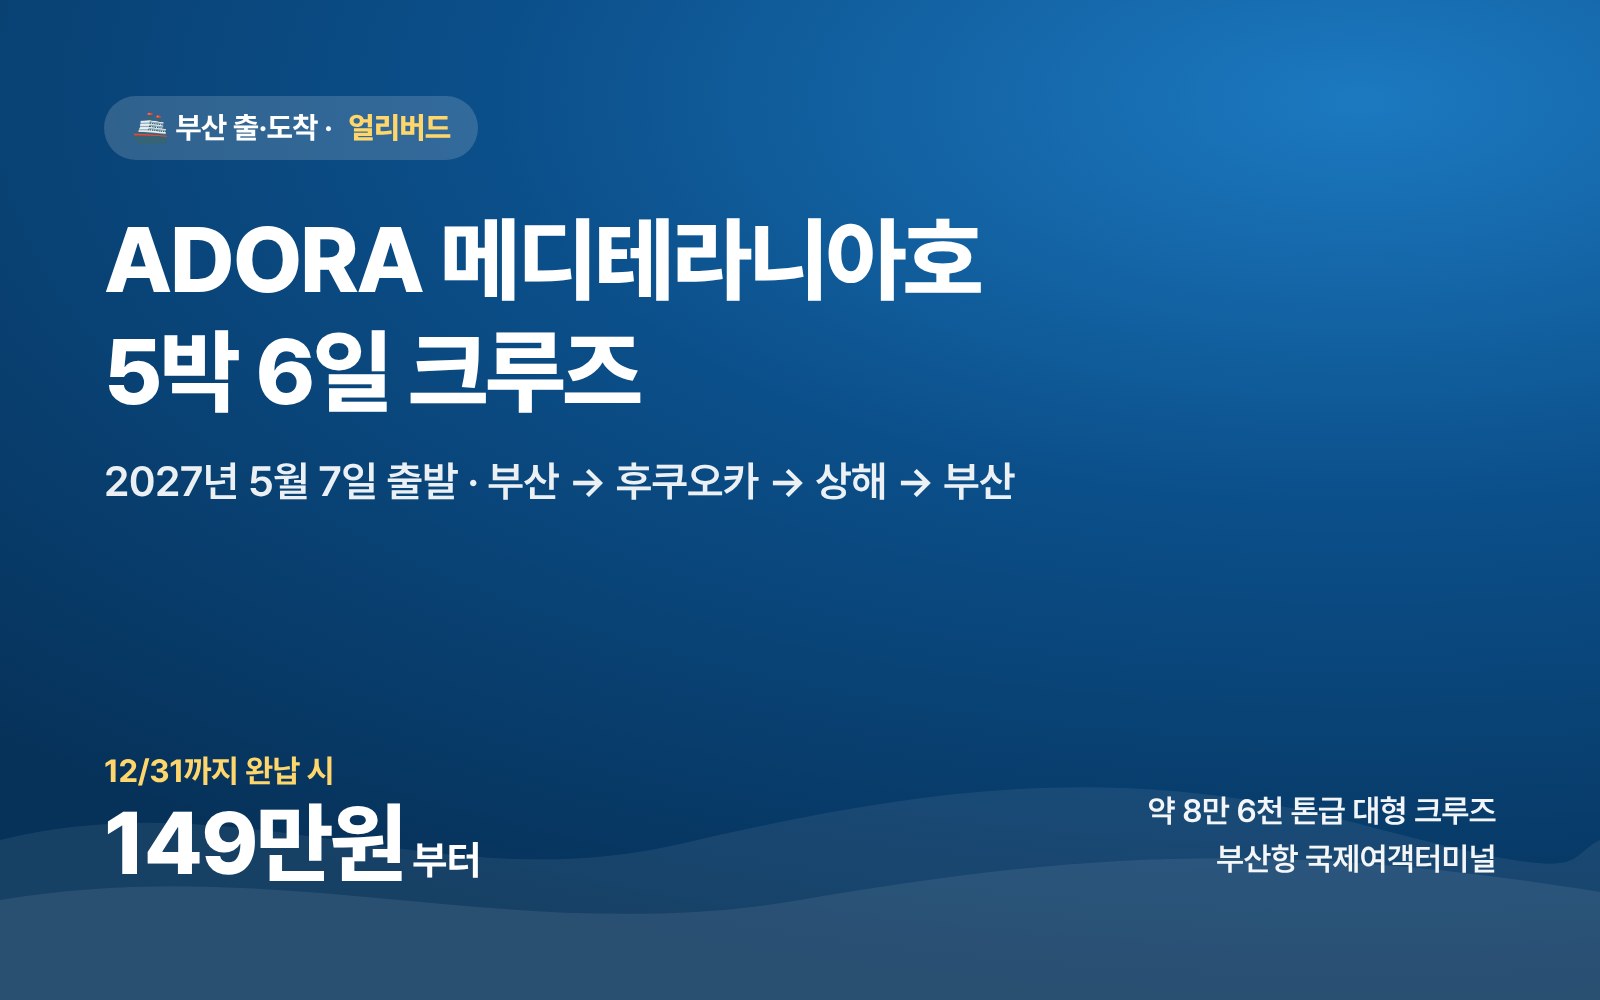 부산 출·도착 · 얼리버드
ADORA 메디테라니아호
5박 6일 크루즈
2027년 5월 7일 출발 · 부산 → 후쿠오카 → 상해 → 부산
12/31까지 완납 시
149만원 부터
약 8만 6천 톤급 대형 크루즈
부산항 국제여객터미널